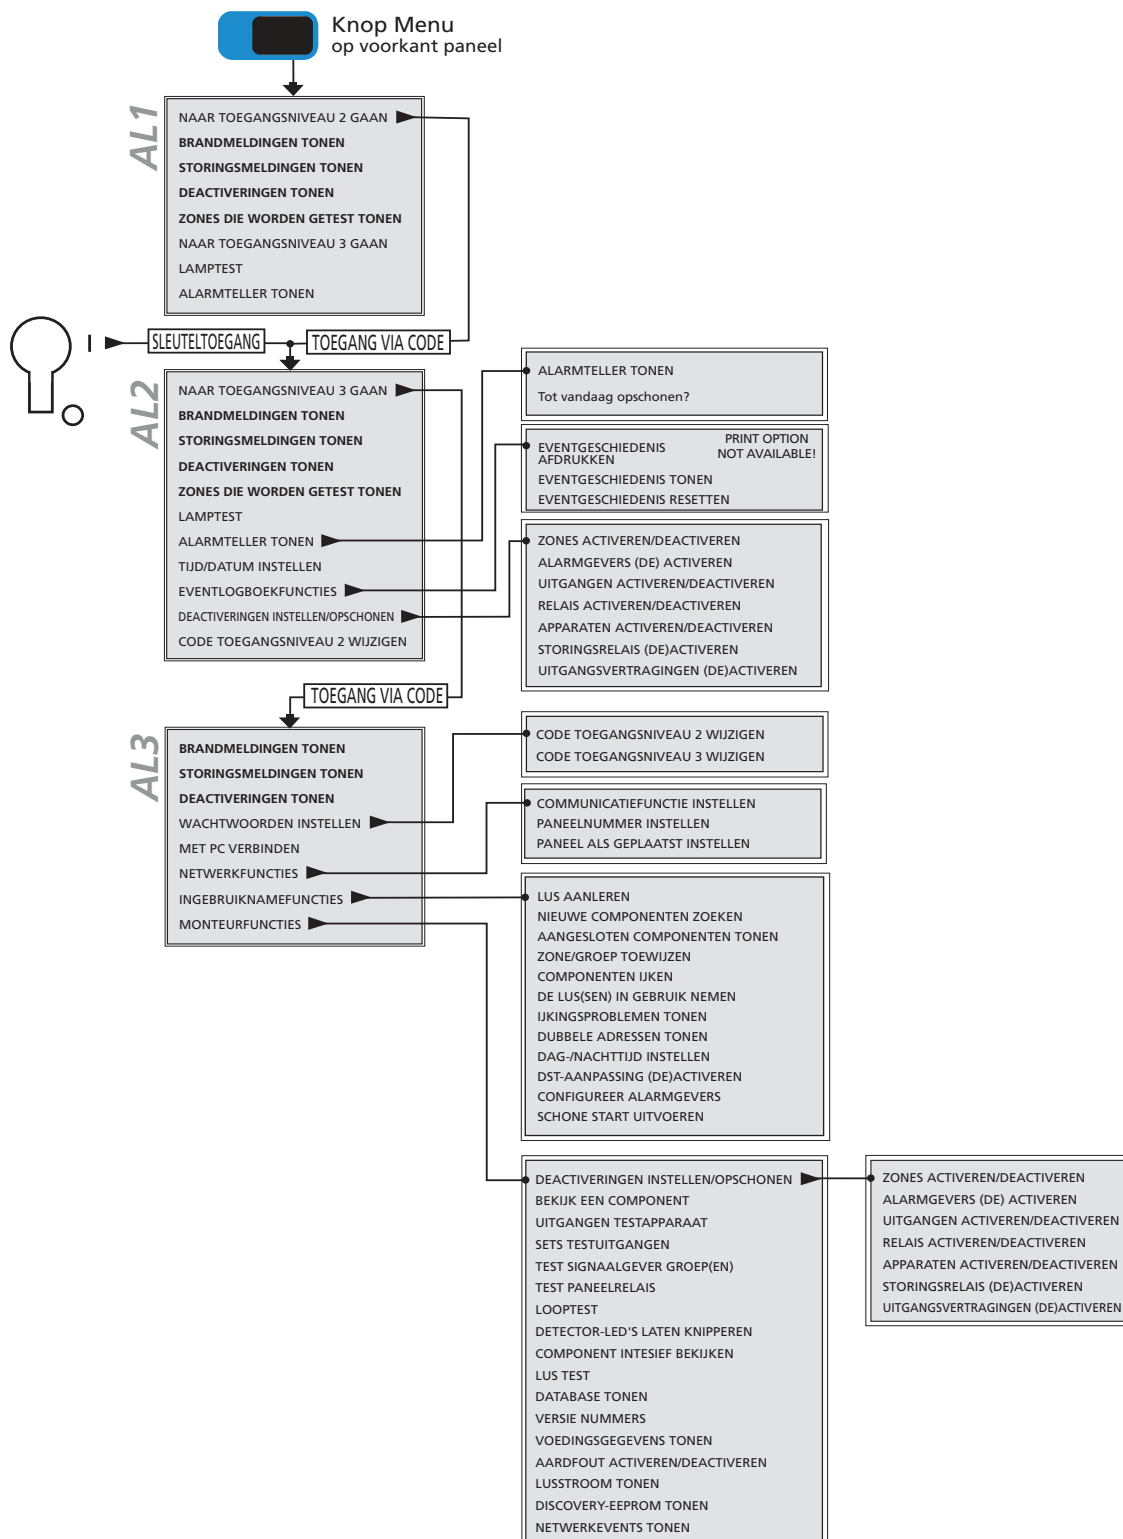 Knop Menu
op voorkant paneel
AL1
NAAR TOEGANGSNIVEAU 2 GAAN
BRANDMELDINGEN TONEN
STORINGSMELDINGEN TONEN
DEACTIVERINGEN TONEN
ZONES DIE WORDEN GETEST TONEN
NAAR TOEGANGSNIVEAU 3 GAAN
LAMPTEST
ALARMTELLER TONEN
SLEUTELTOEGANG
TOEGANG VIA CODE
AL2
NAAR TOEGANGSNIVEAU 3 GAAN
BRANDMELDINGEN TONEN
STORINGSMELDINGEN TONEN
DEACTIVERINGEN TONEN
ZONES DIE WORDEN GETEST TONEN
LAMPTEST
ALARMTELLER TONEN
TIJD/DATUM INSTELLEN
EVENTLOGBOEKFUNCTIES
DEACTIVERINGEN INSTELLEN/OPSCHONEN
CODE TOEGANGSNIVEAU 2 WIJZIGEN
ALARMTELLER TONEN
Tot vandaag opschonen?
EVENTGESCHIEDENIS
AFDRUKKEN
PRINT OPTION
NOT AVAILABLE!
EVENTGESCHIEDENIS TONEN
EVENTGESCHIEDENIS RESETTEN
ZONES ACTIVEREN/DEACTIVEREN
ALARMGEVERS (DE) ACTIVEREN
UITGANGEN ACTIVEREN/DEACTIVEREN
RELAIS ACTIVEREN/DEACTIVEREN
APPARATEN ACTIVEREN/DEACTIVEREN
STORINGSRELAIS (DE)ACTIVEREN
UITGANGSVERTRAGINGEN (DE)ACTIVEREN
TOEGANG VIA CODE
AL3
BRANDMELDINGEN TONEN
STORINGSMELDINGEN TONEN
DEACTIVERINGEN TONEN
WACHTWOORDEN INSTELLEN
MET PC VERBINDEN
NETWERKFUNCTIES
INGEBRUIKNAMEFUNCTIES
MONTEURFUNCTIES
CODE TOEGANGSNIVEAU 2 WIJZIGEN
CODE TOEGANGSNIVEAU 3 WIJZIGEN
COMMUNICATIEFUNCTIE INSTELLEN
PANEELNUMMER INSTELLEN
PANEEL ALS GEPLAATST INSTELLEN
LUS AANLEREN
NIEUWE COMPONENTEN ZOEKEN
AANGESLOTEN COMPONENTEN TONEN
ZONE/GROEP TOEWIJZEN
COMPONENTEN IJKEN
DE LUS(SEN) IN GEBRUIK NEMEN
IJKINGSPROBLEMEN TONEN
DUBBELE ADRESSEN TONEN
DAG-/NACHTTIJD INSTELLEN
DST-AANPASSING (DE)ACTIVEREN
CONFIGUREER ALARMGEVERS
SCHONE START UITVOEREN
DEACTIVERINGEN INSTELLEN/OPSCHONEN
BEKIJK EEN COMPONENT
UITGANGEN TESTAPPARAAT
SETS TESTUITGANGEN
TEST SIGNAALGEVER GROEP(EN)
TEST PANEELRELAIS
LOOPTEST
DETECTOR-LED'S LATEN KNIPPEREN
COMPONENT INTESIEF BEKIJKEN
LUS TEST
DATABASE TONEN
VERSIE NUMMERS
VOEDINGSGEGEVENS TONEN
AARDFOUT ACTIVEREN/DEACTIVEREN
LUSSTROOM TONEN
DISCOVERY-EEPROM TONEN
NETWERKEVENTS TONEN
ZONES ACTIVEREN/DEACTIVEREN
ALARMGEVERS (DE) ACTIVEREN
UITGANGEN ACTIVEREN/DEACTIVEREN
RELAIS ACTIVEREN/DEACTIVEREN
APPARATEN ACTIVEREN/DEACTIVEREN
STORINGSRELAIS (DE)ACTIVEREN
UITGANGSVERTRAGINGEN (DE)ACTIVEREN